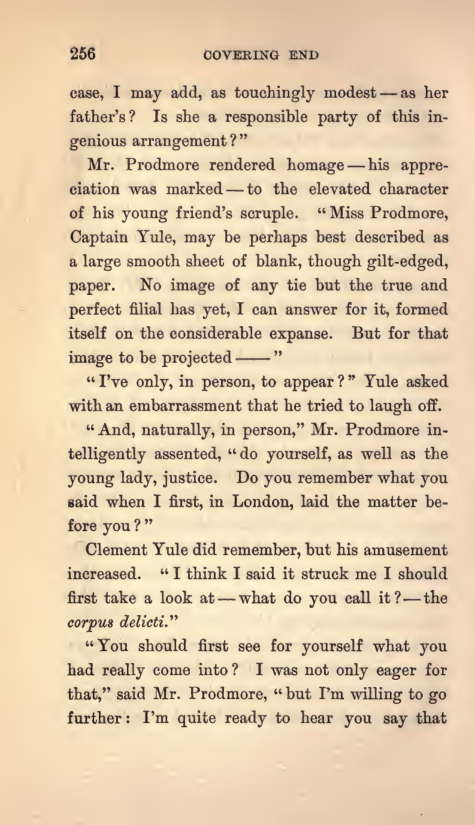 256 COVERING END
case, I may add, as touchingly modest — as her
father's? Is she a responsible party of this in-
genious arrangement?"
Mr. Prodmore rendered homage — his appre-
ciation was marked — to the elevated character
of his young friend's scruple. "Miss Prodmore,
Captain Yule, may be perhaps best described as
a large smooth sheet of blank, though gilt-edged,
paper. No image of any tie but the true and
perfect filial has yet, I can answer for it, formed
itself on the considerable expanse. But for that
image to be projected —— "
"I've only, in person, to appear?" Yule asked
with an embarrassment that he tried to laugh off.
"And, naturally, in person," Mr. Prodmore in-
telligently assented, "do yourself, as well as the
young lady, justice. Do you remember what you
said when I first, in London, laid the matter be-
fore you?"
Clement Yule did remember, but his amusement
increased. "I think I said it struck me I should
first take a look at — what do you call it? — the
corpus delicti."
"You should first see for yourself what you
had really come into? I was not only eager for
that," said Mr. Prodmore, "but I'm willing to go
further: I'm quite ready to hear you say that